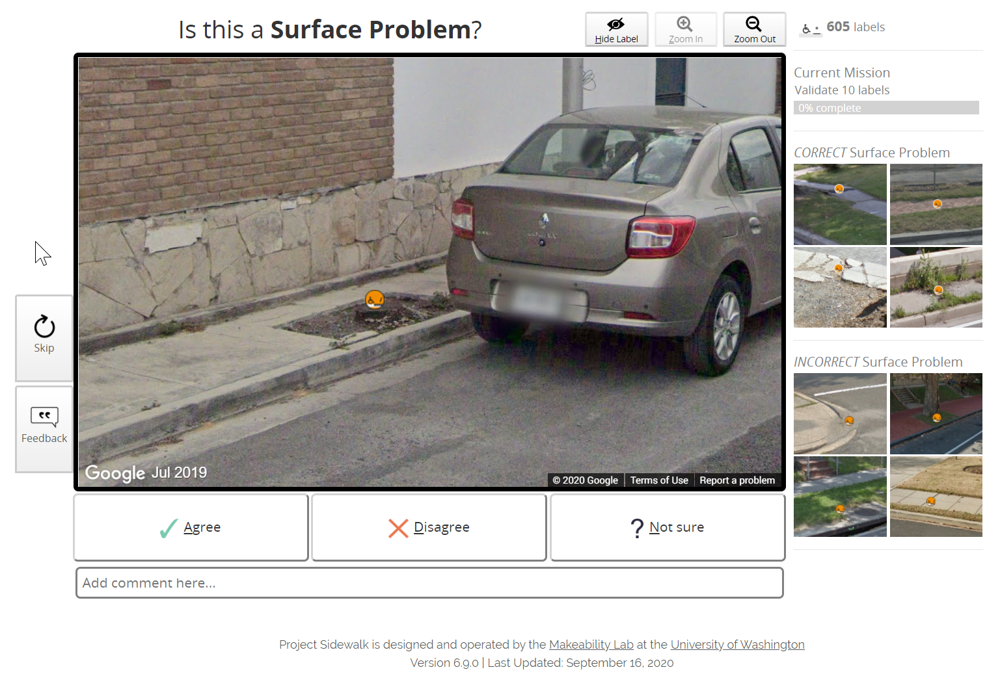 Is this a Surface Problem?
Hide Label
Zoom In
Zoom Out
605 labels
Current Mission
Validate 10 labels
0% complete
CORRECT Surface Problem
INCORRECT Surface Problem
Skip
Feedback
Google Jul 2019
© 2020 Google
Terms of Use
Report a problem
Agree
Disagree
? Not sure
Add comment here...
Project Sidewalk is designed and operated by the Makeability Lab at the University of Washington
Version 6.9.0 | Last Updated: September 16, 2020